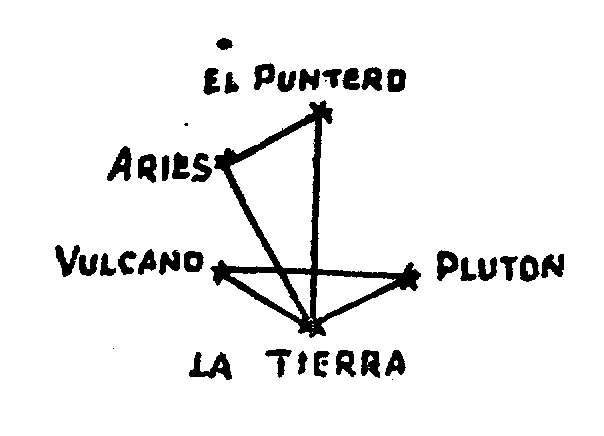 EL PUNTERO
ARIES
VULCANO
PLUTON
LA TIERRA